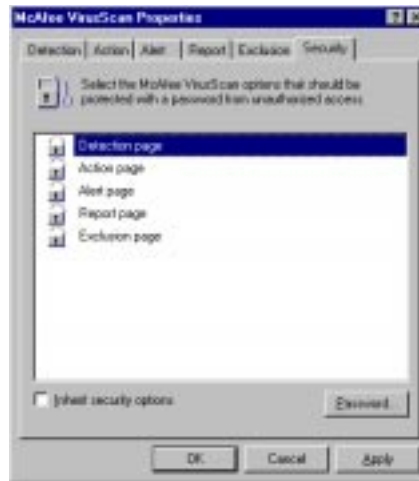 McAfee VirusScan Properties
Detection Action Alert Report Exclusion Security
Select the McAfee VirusScan options that should be
protected with a password from unauthorized access
Detection page
Action page
Alert page
Report page
Exclusion page
Inherit security options
Password...
OK Cancel Apply